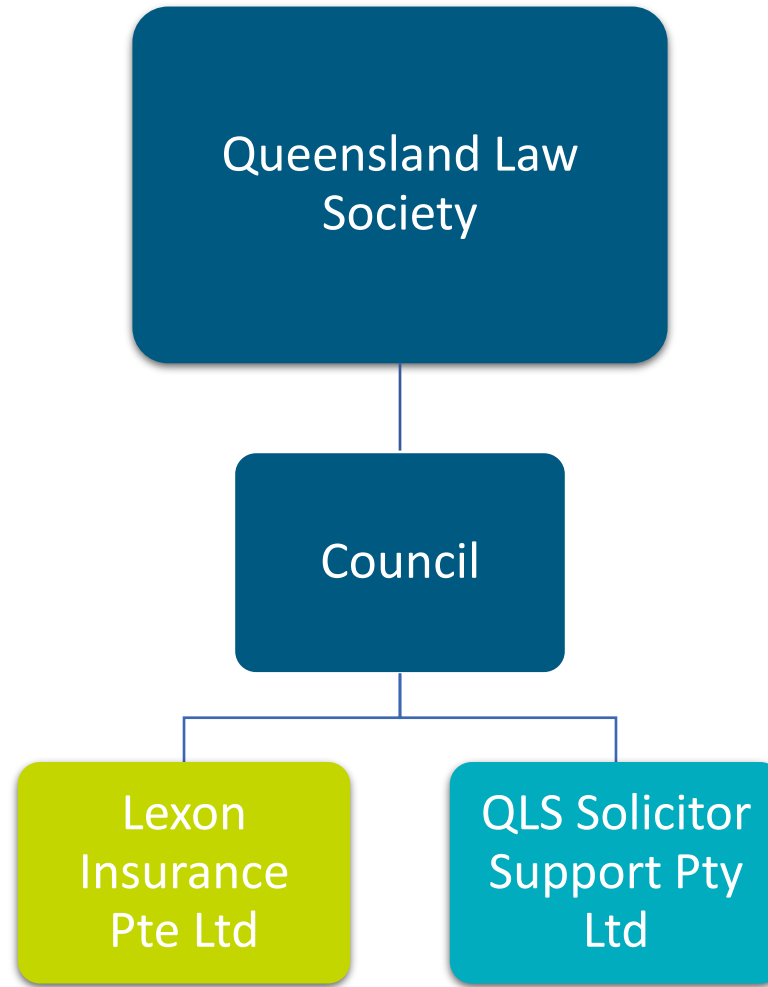 Queensland Law
Society
Council
Lexon
Insurance
Pte Ltd
QLS Solicitor
Support Pty
Ltd